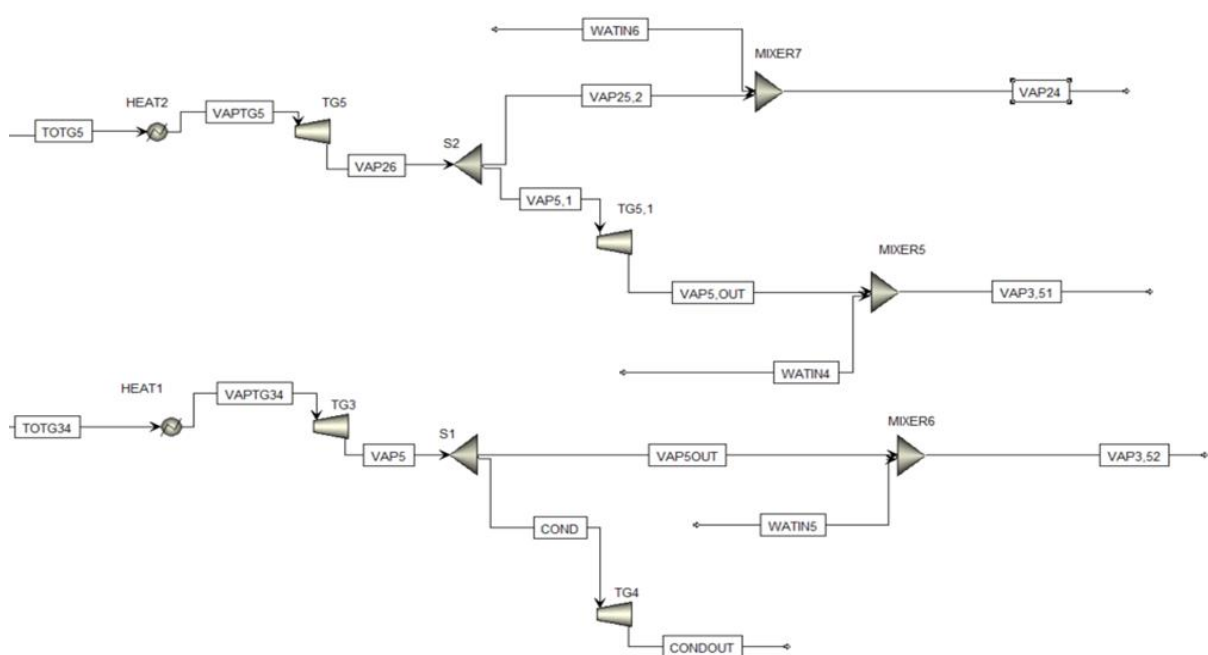 WATIN6
MIXER7
HEAT2
VAPTG5
TG5
VAP25,2
VAP24
TOTG5
S2
VAP26
VAP5,1
TG5,1
MIXER5
VAP5,OUT
VAP3,51
WATIN4
HEAT1
VAPTG34
TG3
TOTG34
S1
MIXER6
VAP5
VAP5OUT
VAP3,52
COND
WATIN5
TG4
CONDOUT